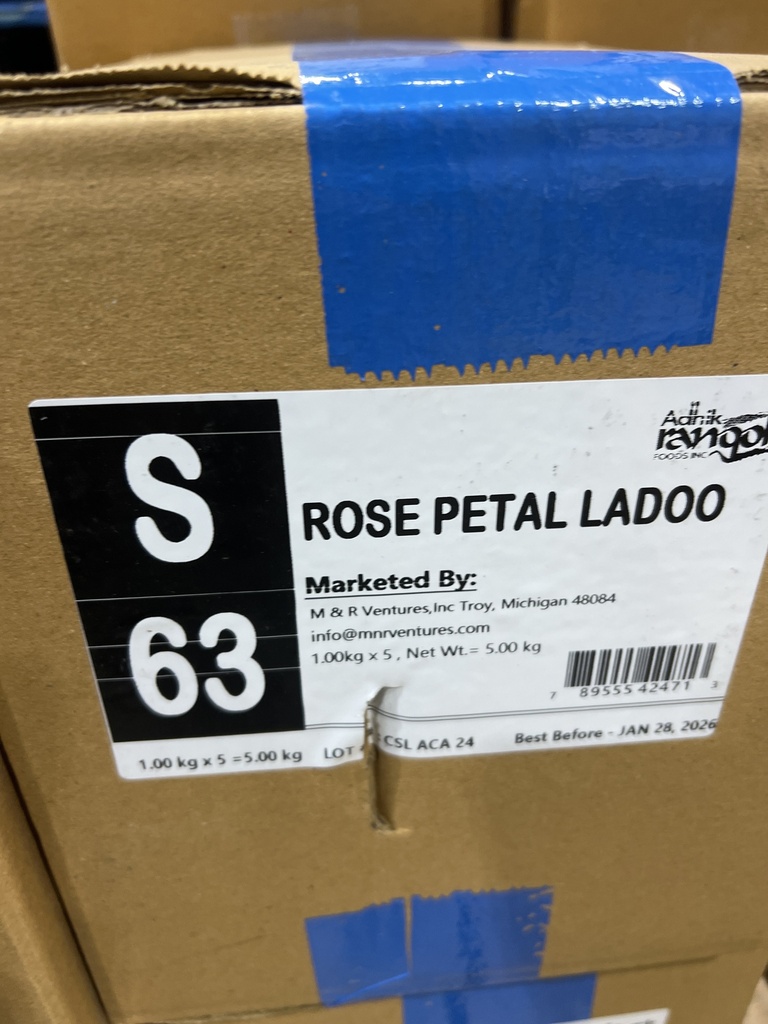 S
63
Adhik
rangol
FOODS INC
ROSE PETAL LADOO
Marketed By:
M & R Ventures,Inc Troy, Michigan 48084
info@mnrventures.com
1.00kg x 5 , Net Wt.= 5.00 kg
7 89555 42471 3
1.00 kg x 5 =5.00 kg LOT CSL ACA 24 Best Before - JAN 28, 2026